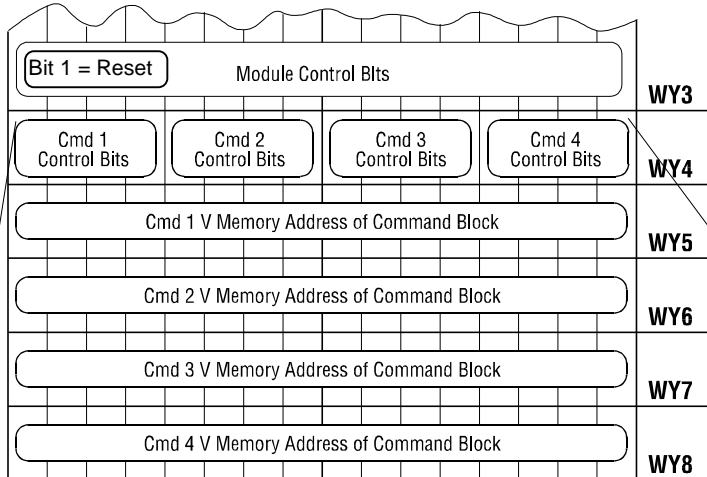 Bit 1 = Reset
Module Control BIts
WY3
Cmd 1 Control Bits
Cmd 2 Control Bits
Cmd 3 Control Bits
Cmd 4 Control Bits
WY4
Cmd 1 V Memory Address of Command Block
WY5
Cmd 2 V Memory Address of Command Block
WY6
Cmd 3 V Memory Address of Command Block
WY7
Cmd 4 V Memory Address of Command Block
WY8